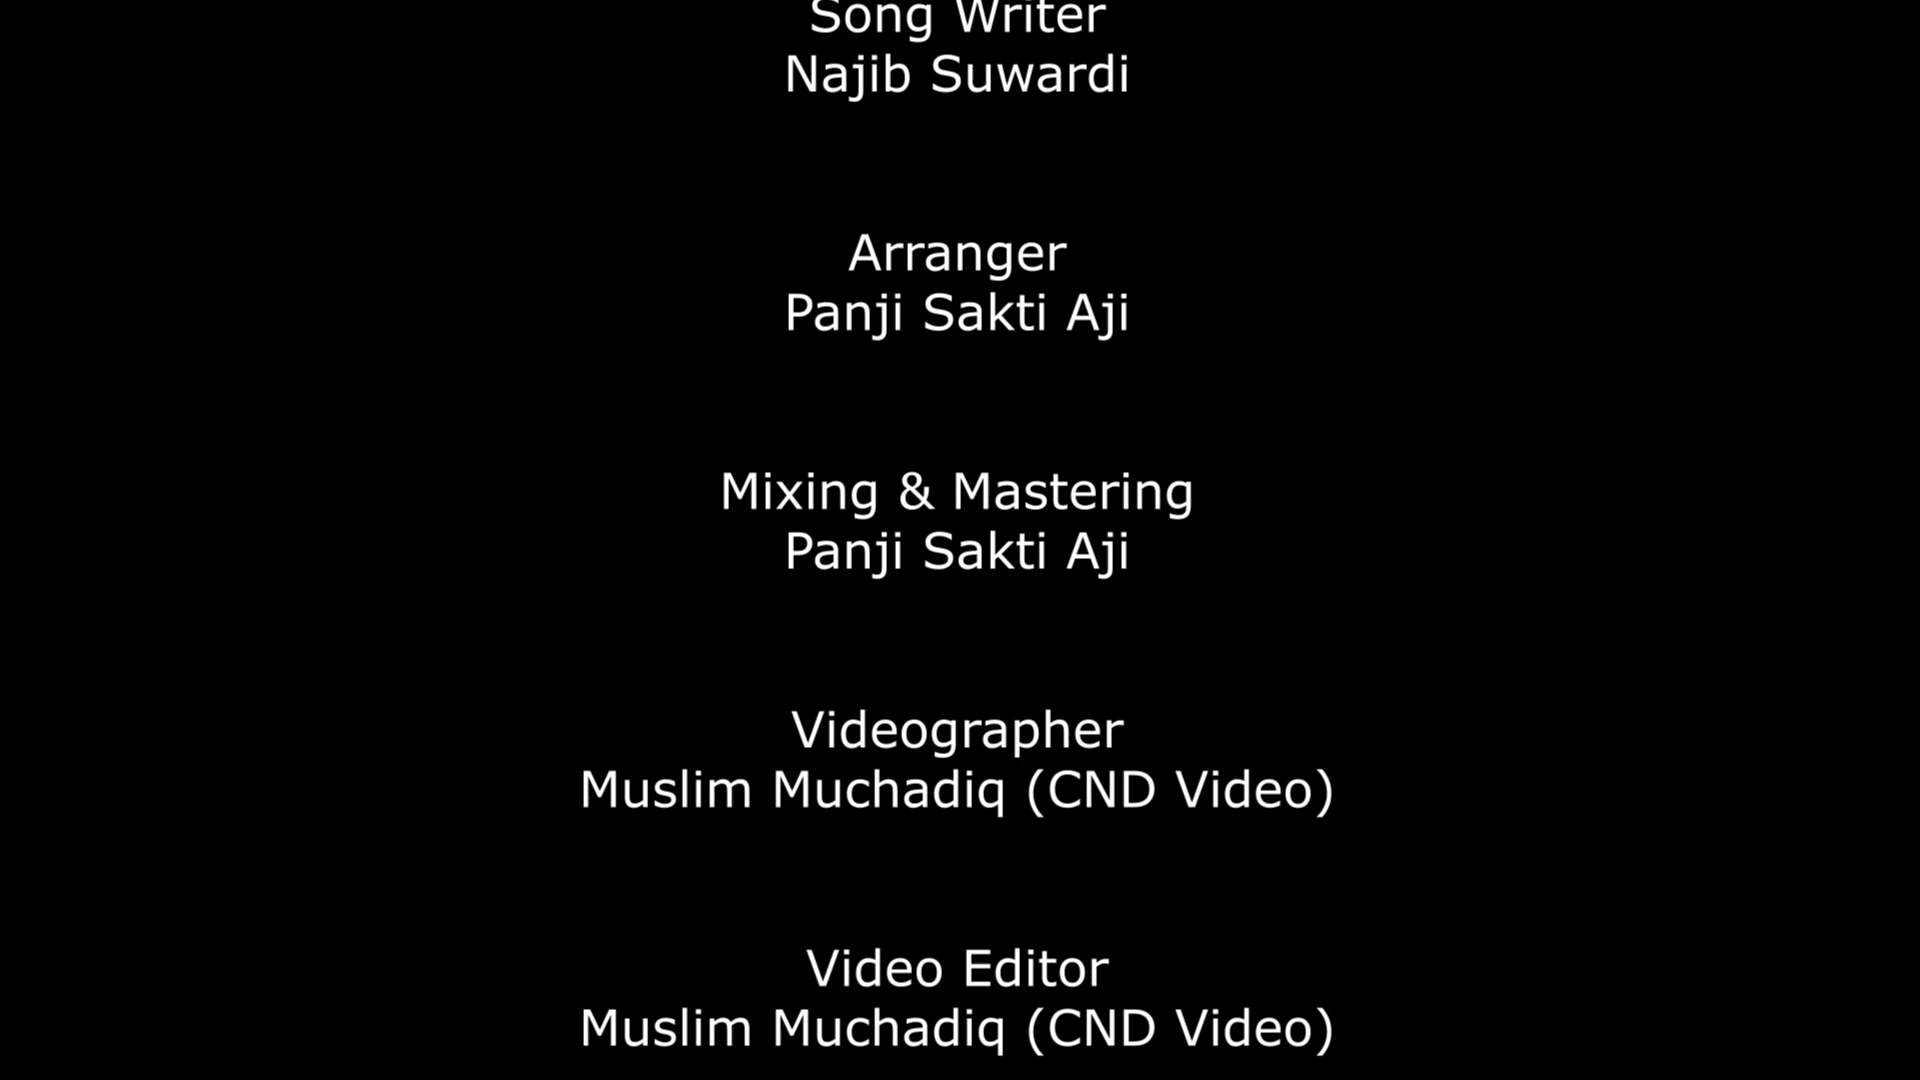 Song Writer
Najib Suwardi
Arranger
Panji Sakti Aji
Mixing & Mastering
Panji Sakti Aji
Videographer
Muslim Muchadiq (CND Video)
Video Editor
Muslim Muchadiq (CND Video)